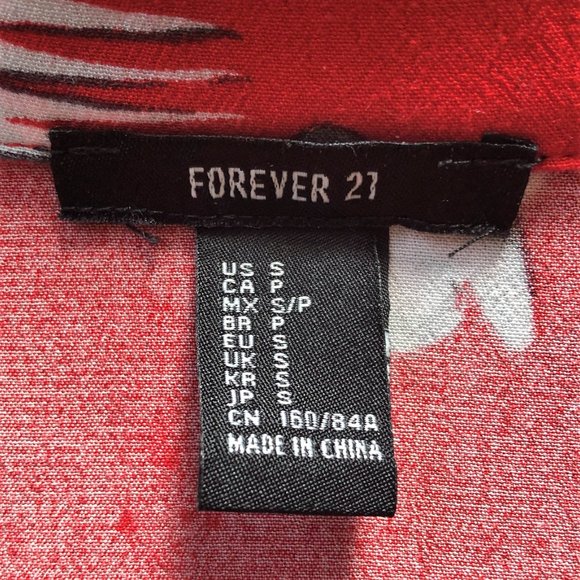 FOREVER 21
US S
CA P
MX S/P
BR P
EU S
UK S
KR S
JP S
CN 160/84A
MADE IN CHINA